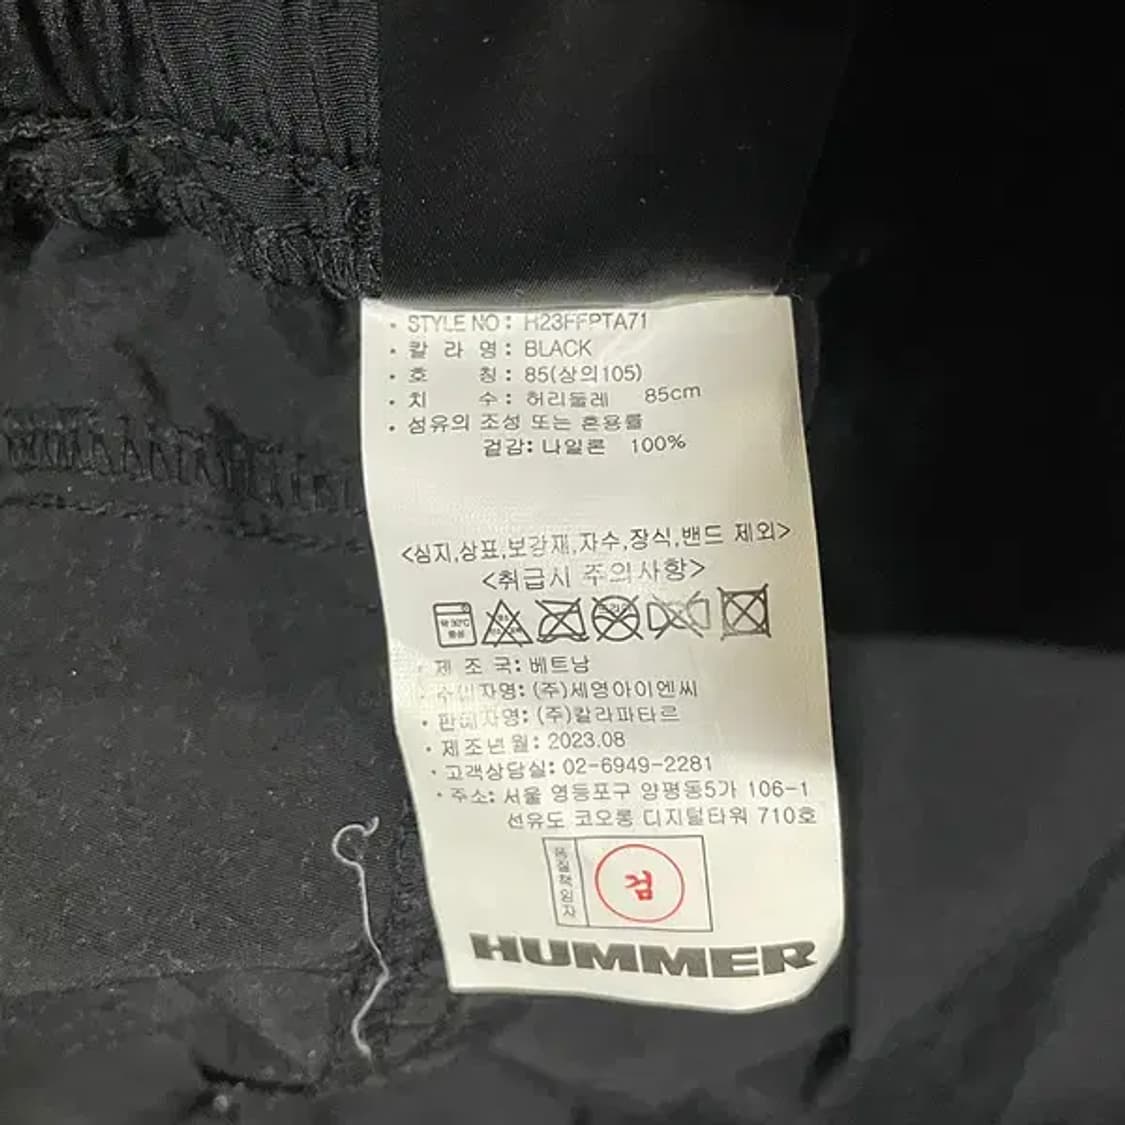 · STYLE NO : H23FFPTA71
· 칼 라 명 : BLACK
· 호 칭 : 85(상의105)
· 치 수 : 허리둘레 85cm
· 섬유의 조성 또는 혼용률
겉감: 나일론 100%
<심지,상표,보강재,자수,장식,밴드 제외>
<취급시 주의사항>
약 30℃
중성
· 제 조 국: 베트남
· 수입자명: (주)세영아이엔씨
· 판매자명: (주)칼라파타르
· 제조년월: 2023.08
· 고객상담실: 02-6949-2281
· 주소: 서울 영등포구 양평동5가 106-1
선유도 코오롱 디지털타워 710호
품질책임자
검
HUMMER